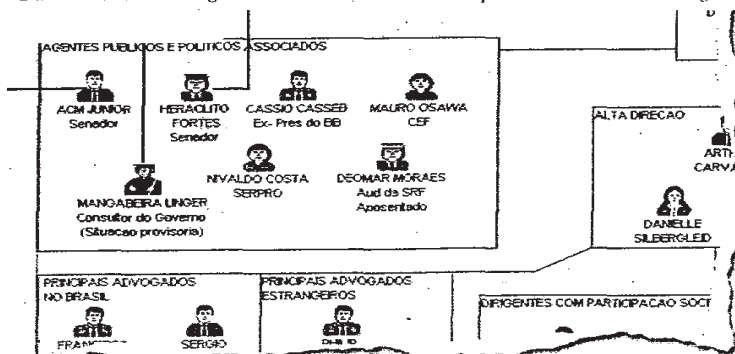 AGENTES PUBLICOS E POLITICOS ASSOCIADOS
ACM JUNIOR
Senador
HERACLITO
FORTES
Senador
CASSIO CASSEB
Ex- Pres do BB
MAURO OSAWA
CEF
MANGABEIRA UNGER
Consultor do Governo
(Situacao provisoria)
NIVALDO COSTA
SERPRO
DEOMAR MORAES
Aud da SRF
Aposentado
ALTA DIRECAO
ARTH
CARVA
DANIELLE
SILBERGLEID
PRINCIPAIS ADVOGADOS
NO BRASIL
SERGIO
PRINCIPAIS ADVOGADOS
ESTRANGEIROS
DIRIGENTES COM PARTICIPACAO SOCI